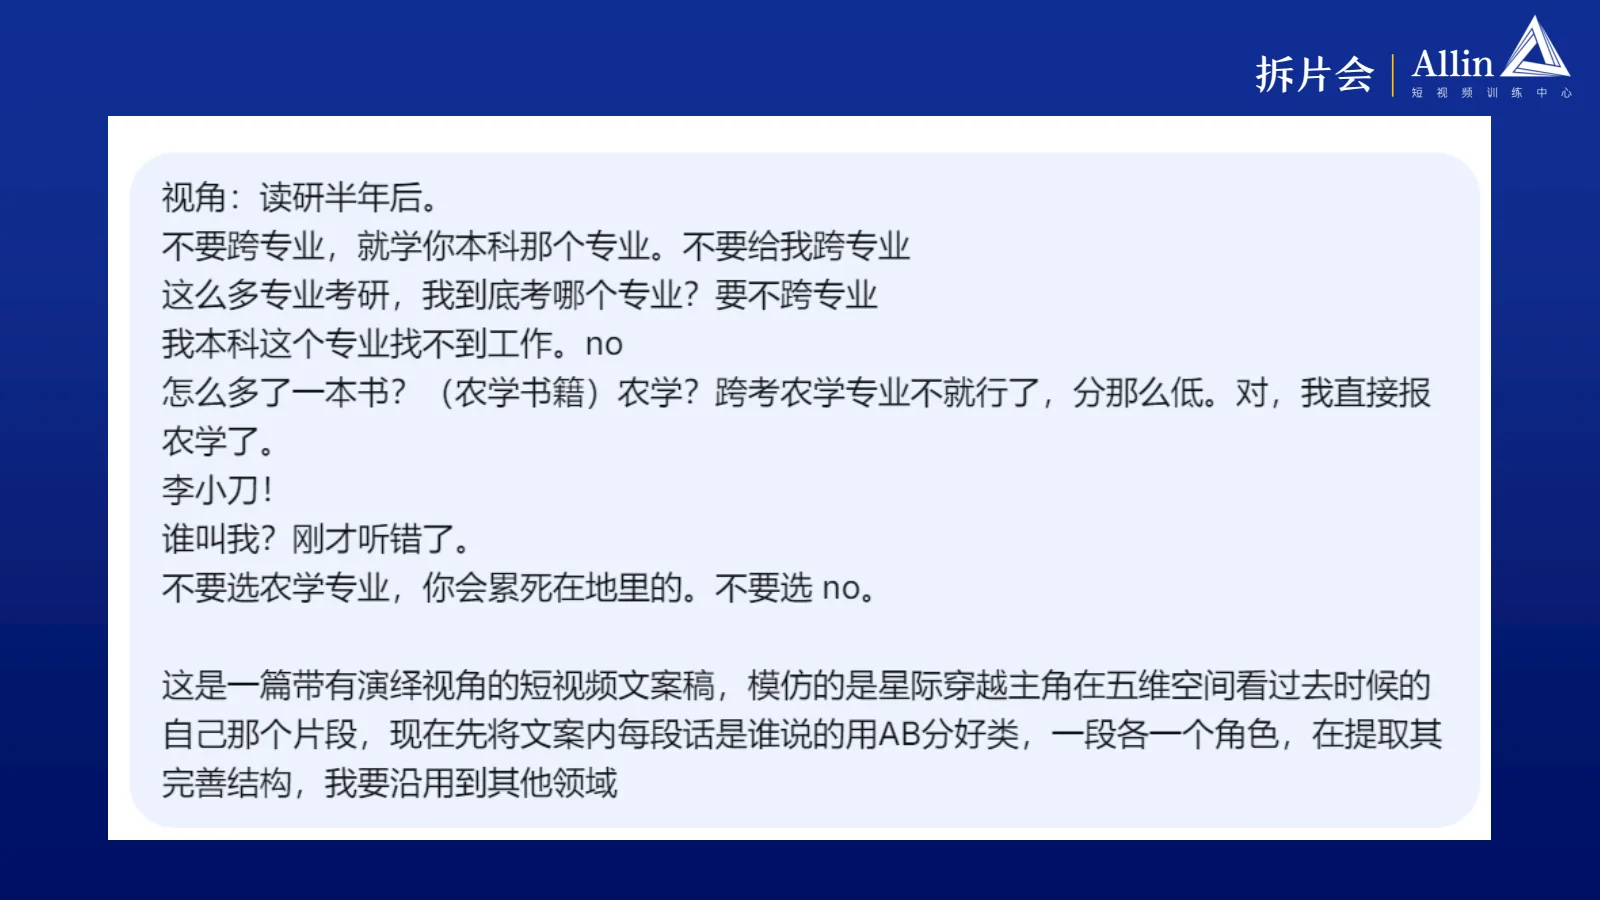 拆片会
Allin
短视频训练中心
视角：读研半年后。
不要跨专业，就学你本科那个专业。不要给我跨专业
这么多专业考研，我到底考哪个专业？要不跨专业
我本科这个专业找不到工作。no
怎么多了一本书？（农学书籍）农学？跨考农学专业不就行了，分那么低。对，我直接报
农学了。
李小刀！
谁叫我？刚才听错了。
不要选农学专业，你会累死在地里的。不要选 no。
这是一篇带有演绎视角的短视频文案稿，模仿的是星际穿越主角在五维空间看过去时候的
自己那个片段，现在先将文案内每段话是谁说的用AB分好类，一段各一个角色，在提取其
完善结构，我要沿用到其他领域